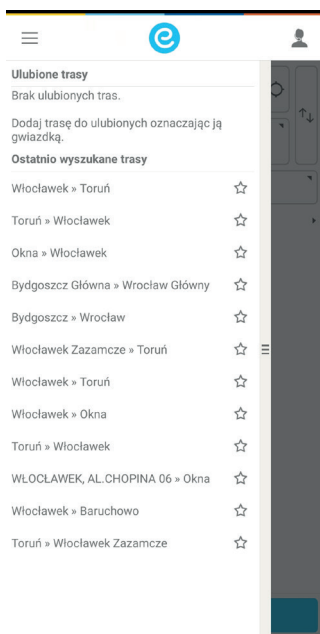 Ulubione trasy
Brak ulubionych tras.
Dodaj trasę do ulubionych oznaczając ją
gwiazdką.
Ostatnio wyszukane trasy
Włocławek » Toruń
Toruń » Włocławek
Okna » Włocławek
Bydgoszcz Główna » Wrocław Główny
Bydgoszcz » Wrocław
Włocławek Zazamcze » Toruń
Włocławek » Toruń
Włocławek » Okna
Toruń » Włocławek
WŁOCŁAWEK, AL.CHOPINA 06 » Okna
Włocławek » Baruchowo
Toruń » Włocławek Zazamcze